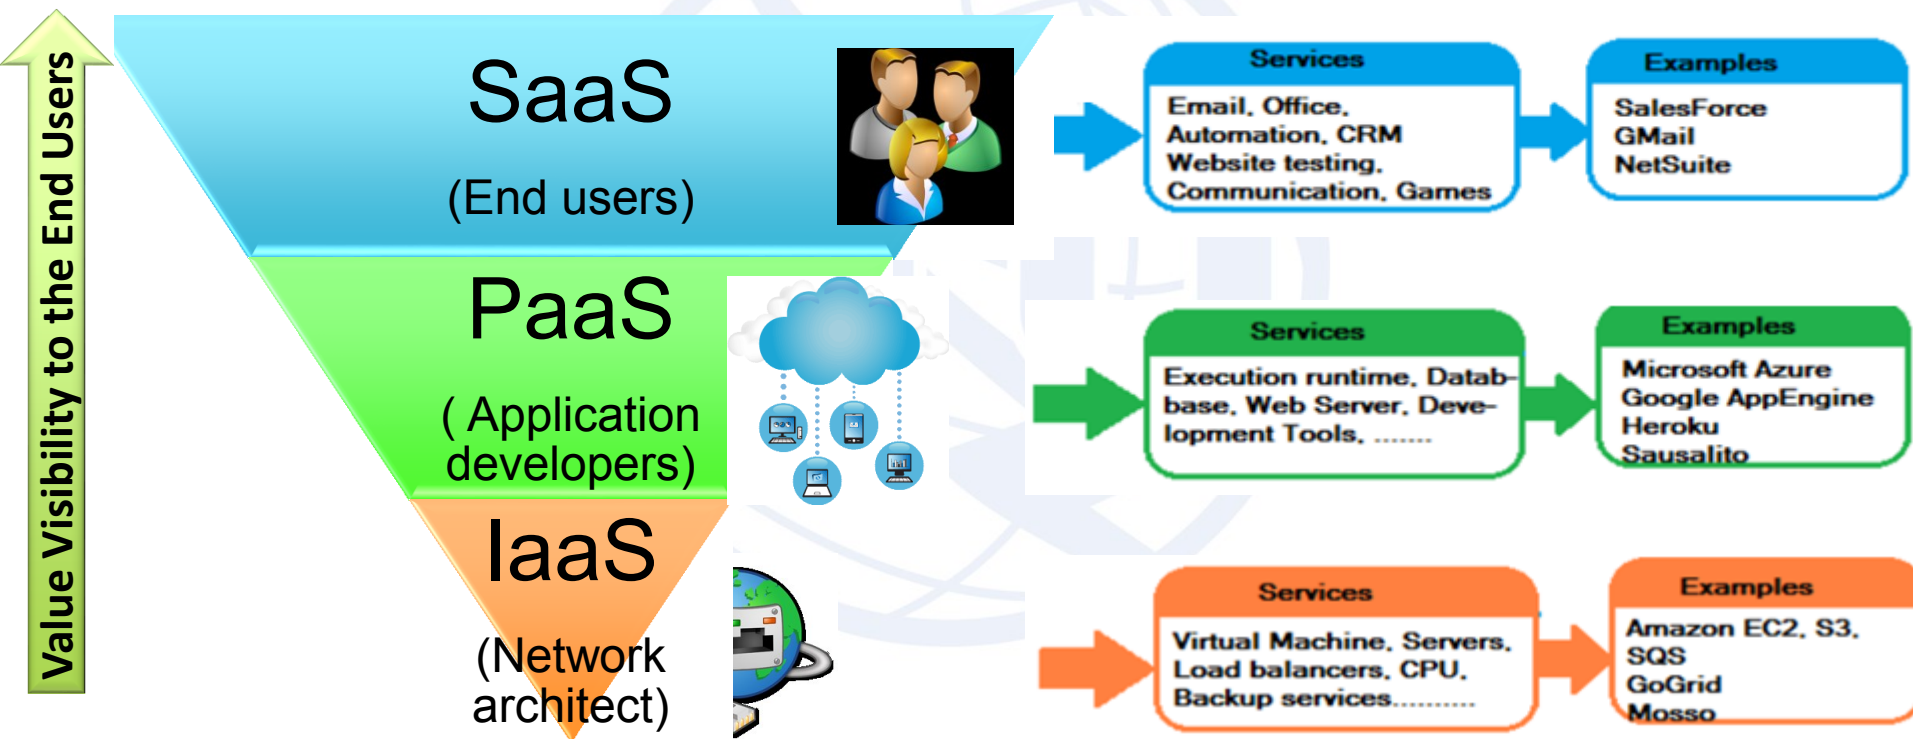 Value Visibility to the End Users
SaaS
(End users)
Services
Email, Office,
Automation, CRM
Website testing,
Communication, Games
Examples
SalesForce
GMail
NetSuite
PaaS
( Application
developers)
Services
Execution runtime, Datab-
base, Web Server, Deve-
lopment Tools, .......
Examples
Microsoft Azure
Google AppEngine
Heroku
Sausalito
IaaS
(Network
architect)
Services
Virtual Machine, Servers,
Load balancers, CPU,
Backup services..........
Examples
Amazon EC2, S3,
SQS
GoGrid
Mosso